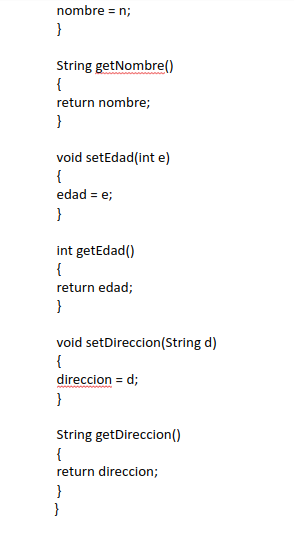 nombre = n;
}
String getNombre()
{
return nombre;
}
void setEdad(int e)
{
edad = e;
}
int getEdad()
{
return edad;
}
void setDireccion(String d)
{
direccion = d;
}
String getDireccion()
{
return direccion;
}
}